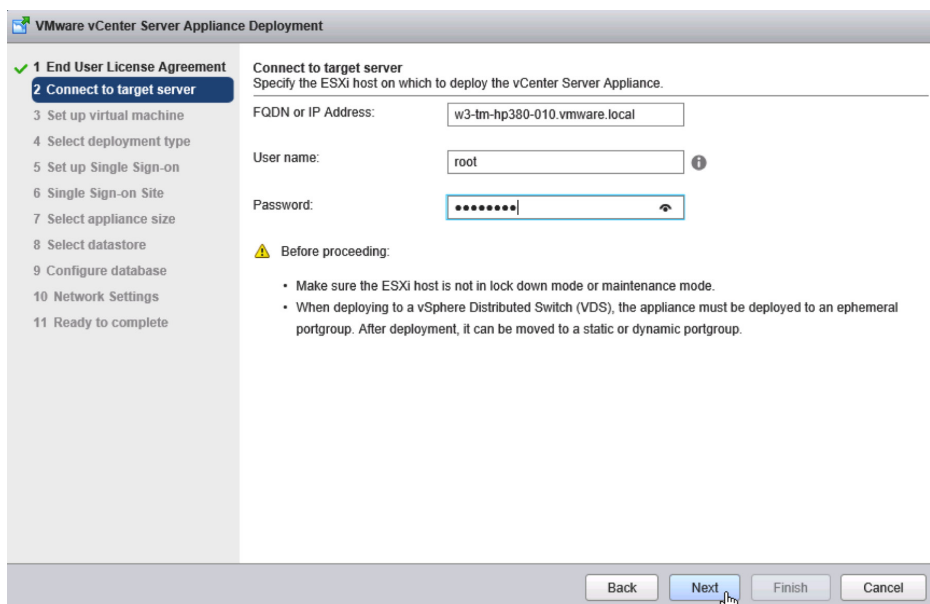 VMware vCenter Server Appliance Deployment
1 End User License Agreement
2 Connect to target server
3 Set up virtual machine
4 Select deployment type
5 Set up Single Sign-on
6 Single Sign-on Site
7 Select appliance size
8 Select datastore
9 Configure database
10 Network Settings
11 Ready to complete
Connect to target server
Specify the ESXi host on which to deploy the vCenter Server Appliance.
FQDN or IP Address: w3-tm-hp380-010.vmware.local
User name: root
Password: ●●●●●●●●
Before proceeding:
• Make sure the ESXi host is not in lock down mode or maintenance mode.
• When deploying to a vSphere Distributed Switch (VDS), the appliance must be deployed to an ephemeral
portgroup. After deployment, it can be moved to a static or dynamic portgroup.
Back Next Finish Cancel